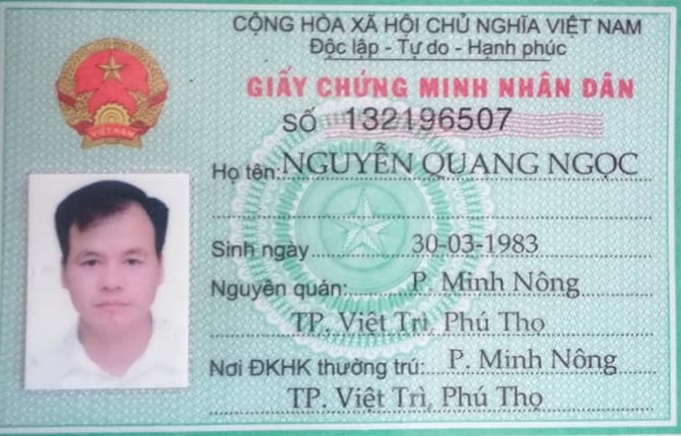 CỘNG HÒA XÃ HỘI CHỦ NGHĨA VIỆT NAM
Độc lập - Tự do - Hạnh phúc
GIẤY CHỨNG MINH NHÂN DÂN
SỐ 132196507
Họ tên: NGUYỄN QUANG NGỌC
Sinh ngày 30-03-1983
Nguyên quán: P. Minh Nông
TP. Việt Trì, Phú Thọ
Nơi ĐKHK thường trú: P. Minh Nông
TP. Việt Trì, Phú Thọ
VIỆT NAM